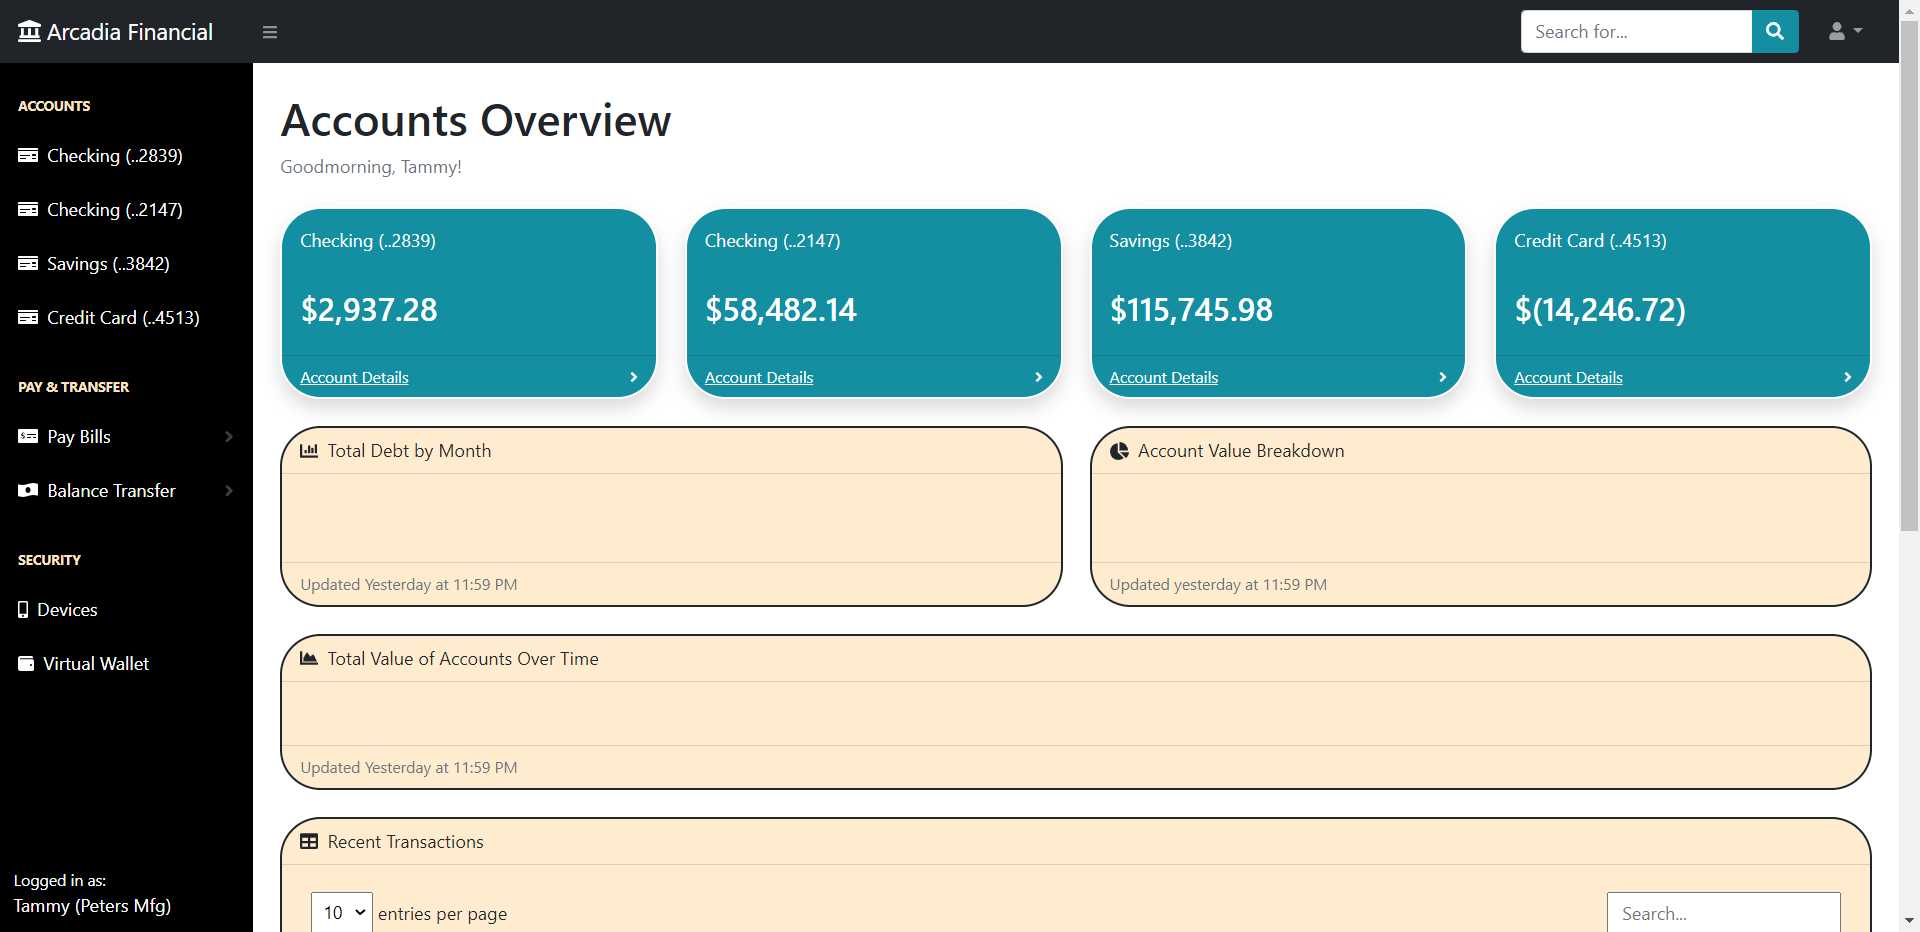 Arcadia Financial
Search for...
ACCOUNTS
Checking (..2839)
Checking (..2147)
Savings (..3842)
Credit Card (..4513)
PAY & TRANSFER
Pay Bills
Balance Transfer
SECURITY
Devices
Virtual Wallet
Logged in as:
Tammy (Peters Mfg)
Accounts Overview
Goodmorning, Tammy!
Checking (..2839)
$2,937.28
Account Details
Checking (..2147)
$58,482.14
Account Details
Savings (..3842)
$115,745.98
Account Details
Credit Card (..4513)
$(14,246.72)
Account Details
Total Debt by Month
Updated Yesterday at 11:59 PM
Account Value Breakdown
Updated yesterday at 11:59 PM
Total Value of Accounts Over Time
Updated Yesterday at 11:59 PM
Recent Transactions
10 entries per page
Search...